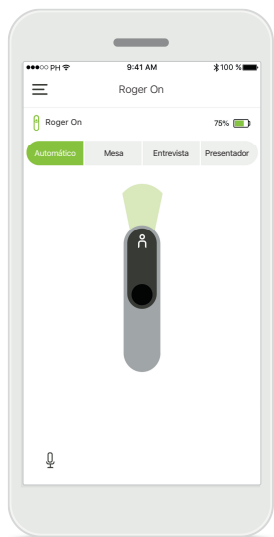 PH 9:41 AM 100 %
Roger On
Roger On 75%
Automático Mesa Entrevista Presentador